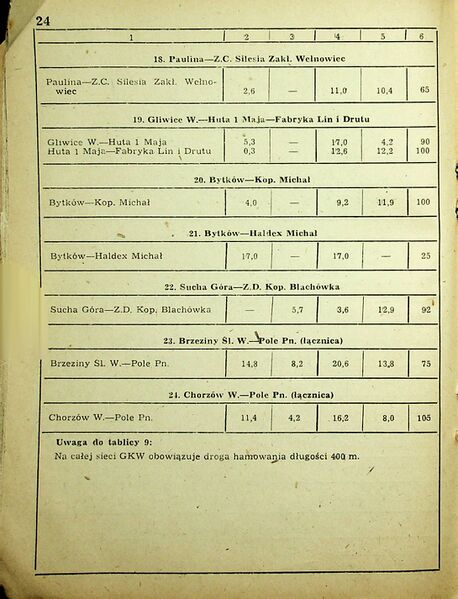 24
1 2 3 4 5 6
18. Paulina—Z.C. Silesia Zakł. Wełnowiec
Paulina—Z.C. Silesia Zakł. Wełno-
wiec 2,6 — 11,0 10,4 65
19. Gliwice W.—Huta 1 Maja—Fabryka Lin i Drutu
Gliwice W.—Huta 1 Maja 5,3 — 17,0 4,2 90
Huta 1 Maja—Fabryka Lin i Drutu 0,3 — 12,6 12,2 100
20. Bytków—Kop. Michał
Bytków—Kop. Michał 4,0 — 9,2 11,9 100
21. Bytków—Haldex Michał
Bytków—Haldex Michał 17,0 — 17,0 — 25
22. Sucha Góra—Z.D. Kop. Blachówka
Sucha Góra—Z.D. Kop. Blachówka — 5,7 3,6 12,9 92
23. Brzeziny Śl. W.—Pole Pn. (łącznica)
Brzeziny Śl. W.—Pole Pn. 14,8 8,2 20,6 13,8 75
24. Chorzów W.—Pole Pn. (łącznica)
Chorzów W.—Pole Pn. 11,4 4,2 16,2 8,0 105
Uwaga do tablicy 9:
Na całej sieci GKW obowiązuje droga hamowania długości 400 m.